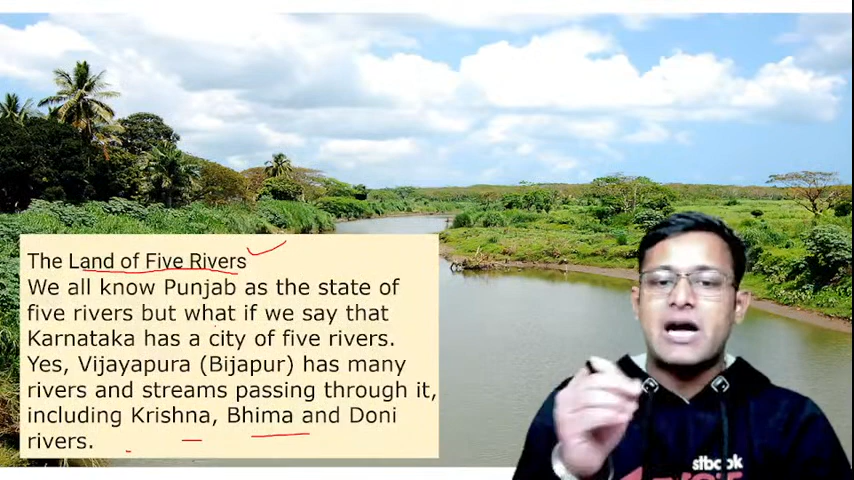 The Land of Five Rivers
We all know Punjab as the state of
five rivers but what if we say that
Karnataka has a city of five rivers.
Yes, Vijayapura (Bijapur) has many
rivers and streams passing through it,
including Krishna, Bhima and Doni
rivers.